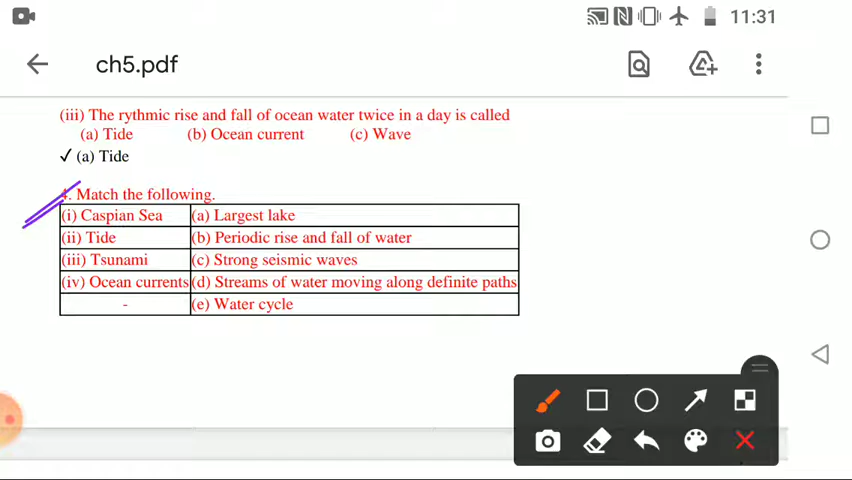 11:31
ch5.pdf
(iii) The rythmic rise and fall of ocean water twice in a day is called
(a) Tide (b) Ocean current (c) Wave
✓ (a) Tide
4. Match the following.
(i) Caspian Sea (a) Largest lake
(ii) Tide (b) Periodic rise and fall of water
(iii) Tsunami (c) Strong seismic waves
(iv) Ocean currents (d) Streams of water moving along definite paths
- (e) Water cycle